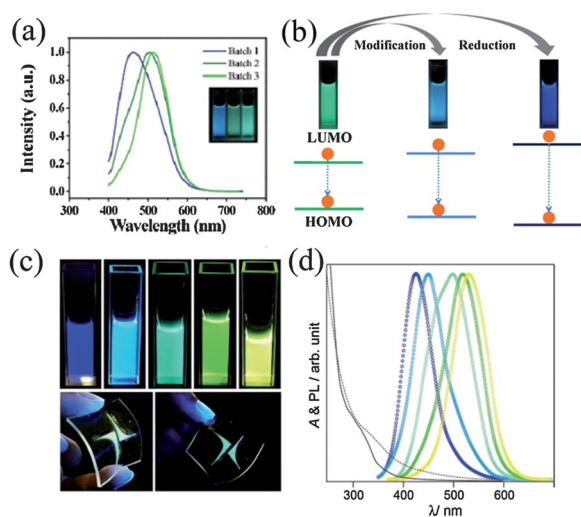 (a)
Intensity (a.u.)
1.0
0.8
0.6
0.4
0.2
0.0
Batch 1
Batch 2
Batch 3
300 400 500 600 700 800
Wavelength (nm)
(b)
Modification Reduction
LUMO
HOMO
(c)
(d)
A & PL / arb. unit
300 400 500 600
λ/ nm